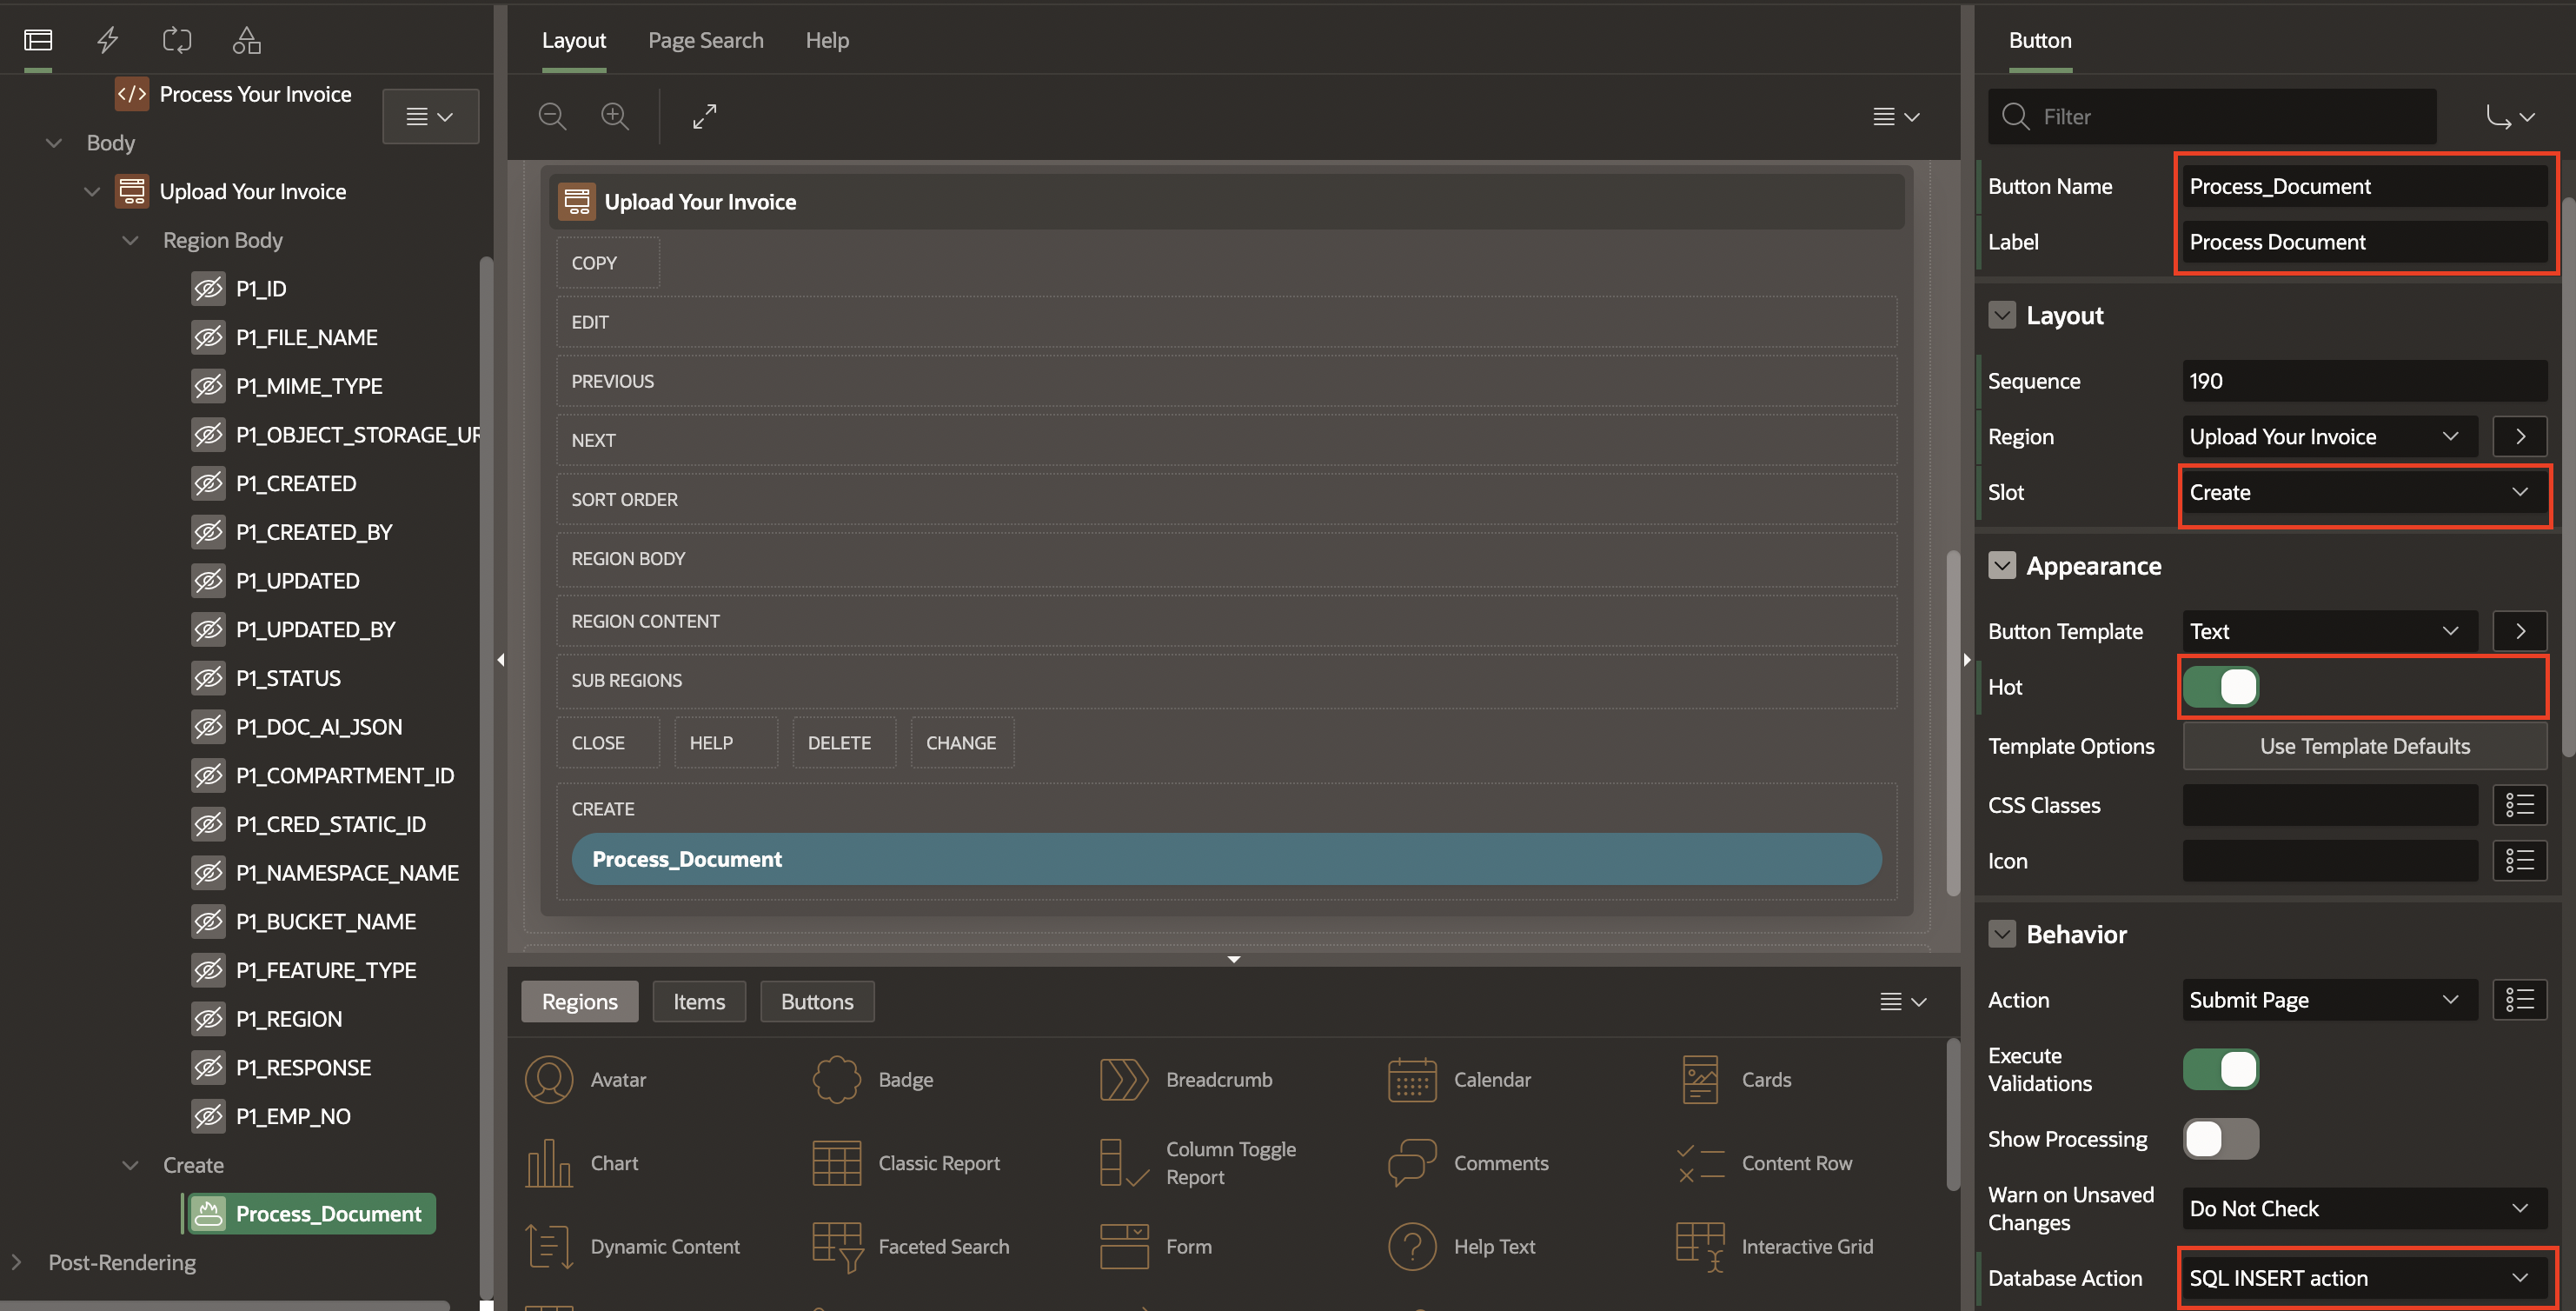 Process Your Invoice
Body
Upload Your Invoice
Region Body
P1_ID
P1_FILE_NAME
P1_MIME_TYPE
P1_OBJECT_STORAGE_UR
P1_CREATED
P1_CREATED_BY
P1_UPDATED
P1_UPDATED_BY
P1_STATUS
P1_DOC_AI_JSON
P1_COMPARTMENT_ID
P1_CRED_STATIC_ID
P1_NAMESPACE_NAME
P1_BUCKET_NAME
P1_FEATURE_TYPE
P1_REGION
P1_RESPONSE
P1_EMP_NO
Create
Process_Document
Post-Rendering
Layout Page Search Help
Upload Your Invoice
COPY
EDIT
PREVIOUS
NEXT
SORT ORDER
REGION BODY
REGION CONTENT
SUB REGIONS
CLOSE HELP DELETE CHANGE
CREATE
Process_Document
Regions Items Buttons
Avatar Badge Breadcrumb Calendar Cards
Chart Classic Report Column Toggle Report Comments Content Row
Dynamic Content Faceted Search Form Help Text Interactive Grid
Button
Filter
Button Name Process_Document
Label Process Document
Layout
Sequence 190
Region Upload Your Invoice
Slot Create
Appearance
Button Template Text
Hot
Template Options Use Template Defaults
CSS Classes
Icon
Behavior
Action Submit Page
Execute
Validations
Show Processing
Warn on Unsaved
Changes Do Not Check
Database Action SQL INSERT action